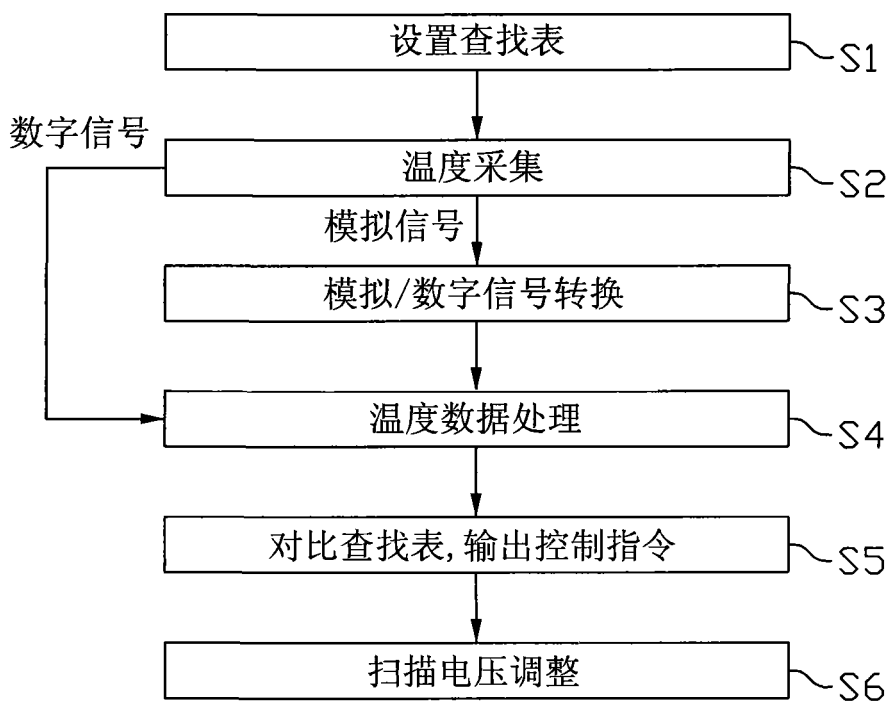 设置查找表
S1
数字信号
温度采集
S2
模拟信号
模拟/数字信号转换
S3
温度数据处理
S4
对比查找表,输出控制指令
S5
扫描电压调整
S6